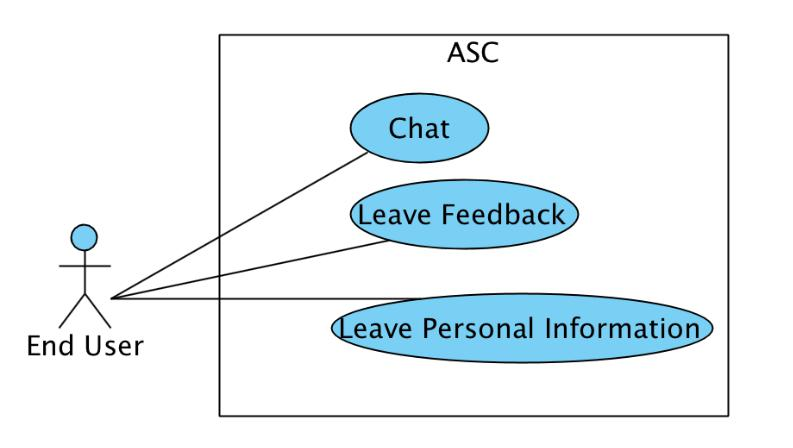 ASC
Chat
Leave Feedback
Leave Personal Information
End User